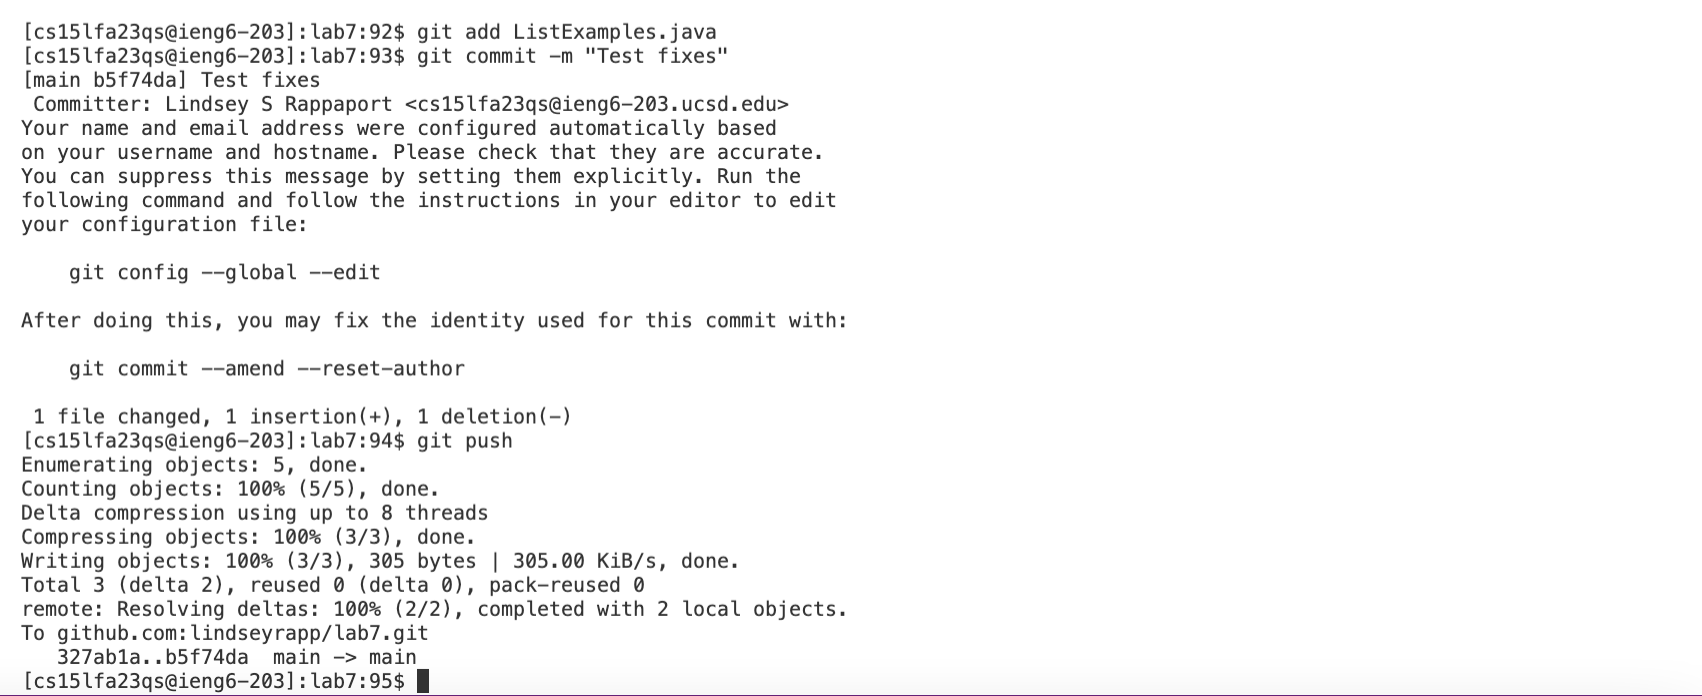 [cs15lfa23qs@ieng6-203]:lab7:92$ git add ListExamples.java
[cs15lfa23qs@ieng6-203]:lab7:93$ git commit -m "Test fixes"
[main b5f74da] Test fixes
 Committer: Lindsey S Rappaport <cs15lfa23qs@ieng6-203.ucsd.edu>
Your name and email address were configured automatically based
on your username and hostname. Please check that they are accurate.
You can suppress this message by setting them explicitly. Run the
following command and follow the instructions in your editor to edit
your configuration file:

    git config --global --edit

After doing this, you may fix the identity used for this commit with:

    git commit --amend --reset-author

 1 file changed, 1 insertion(+), 1 deletion(-)
[cs15lfa23qs@ieng6-203]:lab7:94$ git push
Enumerating objects: 5, done.
Counting objects: 100% (5/5), done.
Delta compression using up to 8 threads
Compressing objects: 100% (3/3), done.
Writing objects: 100% (3/3), 305 bytes | 305.00 KiB/s, done.
Total 3 (delta 2), reused 0 (delta 0), pack-reused 0
remote: Resolving deltas: 100% (2/2), completed with 2 local objects.
To github.com:lindseyrapp/lab7.git
   327ab1a..b5f74da  main -> main
[cs15lfa23qs@ieng6-203]:lab7:95$